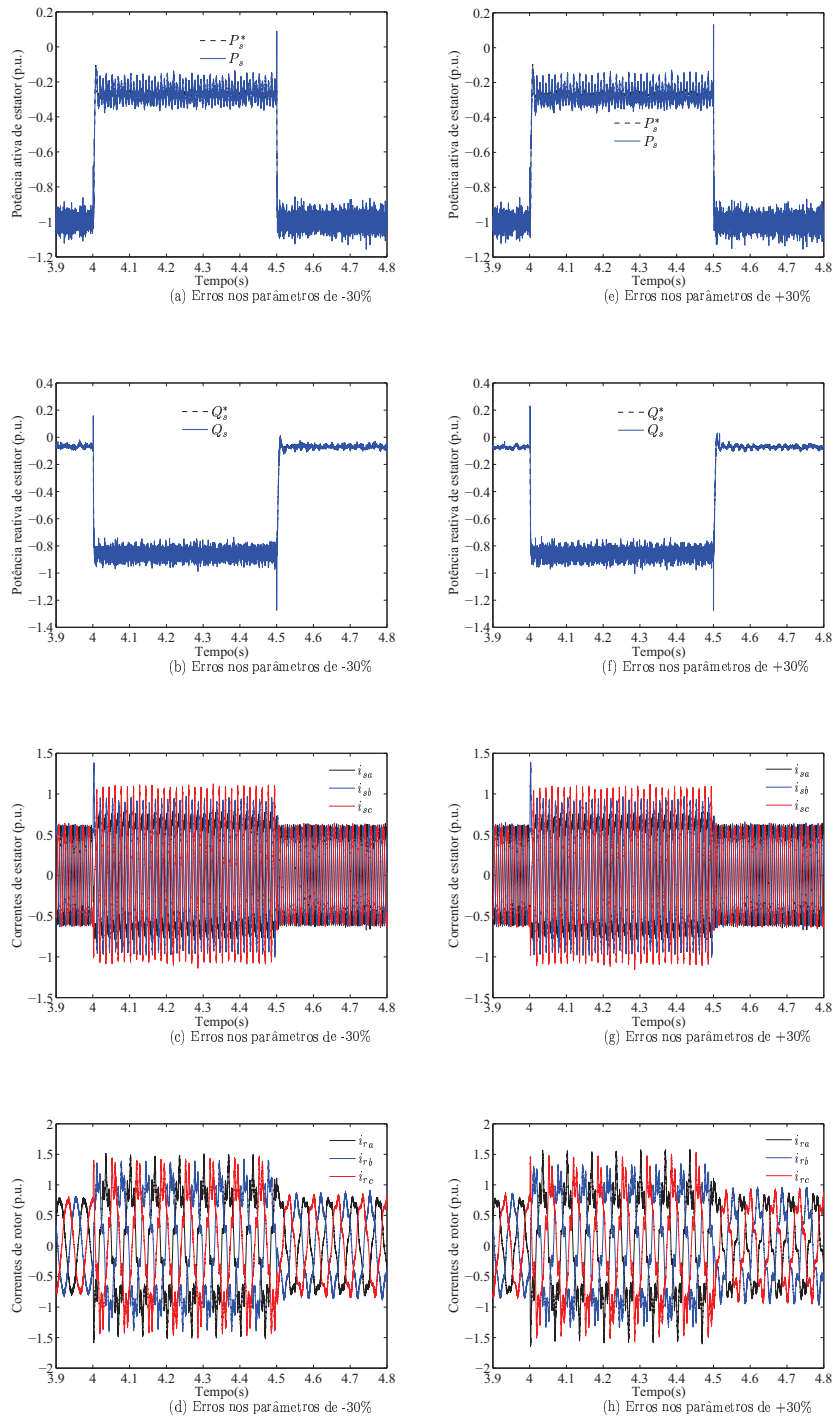 Potência ativa de estator (p.u.)
0.2
0
−0.2
−0.4
−0.6
−0.8
−1
−1.2
P*s
Ps
3.9 4 4.1 4.2 4.3 4.4 4.5 4.6 4.7 4.8
Tempo(s)
(a) Erros nos parâmetros de -30%
Potência ativa de estator (p.u.)
0.2
0
−0.2
−0.4
−0.6
−0.8
−1
−1.2
P*s
Ps
3.9 4 4.1 4.2 4.3 4.4 4.5 4.6 4.7 4.8
Tempo(s)
(e) Erros nos parâmetros de +30%
Potência reativa de estator (p.u.)
0.4
0.2
0
−0.2
−0.4
−0.6
−0.8
−1
−1.2
−1.4
Q*s
Qs
3.9 4 4.1 4.2 4.3 4.4 4.5 4.6 4.7 4.8
Tempo(s)
(b) Erros nos parâmetros de -30%
Potência reativa de estator (p.u.)
0.4
0.2
0
−0.2
−0.4
−0.6
−0.8
−1
−1.2
−1.4
Q*s
Qs
3.9 4 4.1 4.2 4.3 4.4 4.5 4.6 4.7 4.8
Tempo(s)
(f) Erros nos parâmetros de +30%
Correntes de estator (p.u.)
1.5
1
0.5
0
−0.5
−1
−1.5
isa
isb
isc
3.9 4 4.1 4.2 4.3 4.4 4.5 4.6 4.7 4.8
Tempo(s)
(c) Erros nos parâmetros de -30%
Correntes de estator (p.u.)
1.5
1
0.5
0
−0.5
−1
−1.5
isa
isb
isc
3.9 4 4.1 4.2 4.3 4.4 4.5 4.6 4.7 4.8
Tempo(s)
(g) Erros nos parâmetros de +30%
Correntes de rotor (p.u.)
2
1.5
1
0.5
0
−0.5
−1
−1.5
−2
ira
irb
irc
3.9 4 4.1 4.2 4.3 4.4 4.5 4.6 4.7 4.8
Tempo(s)
(d) Erros nos parâmetros de -30%
Correntes de rotor (p.u.)
2
1.5
1
0.5
0
−0.5
−1
−1.5
−2
ira
irb
irc
3.9 4 4.1 4.2 4.3 4.4 4.5 4.6 4.7 4.8
Tempo(s)
(h) Erros nos parâmetros de +30%